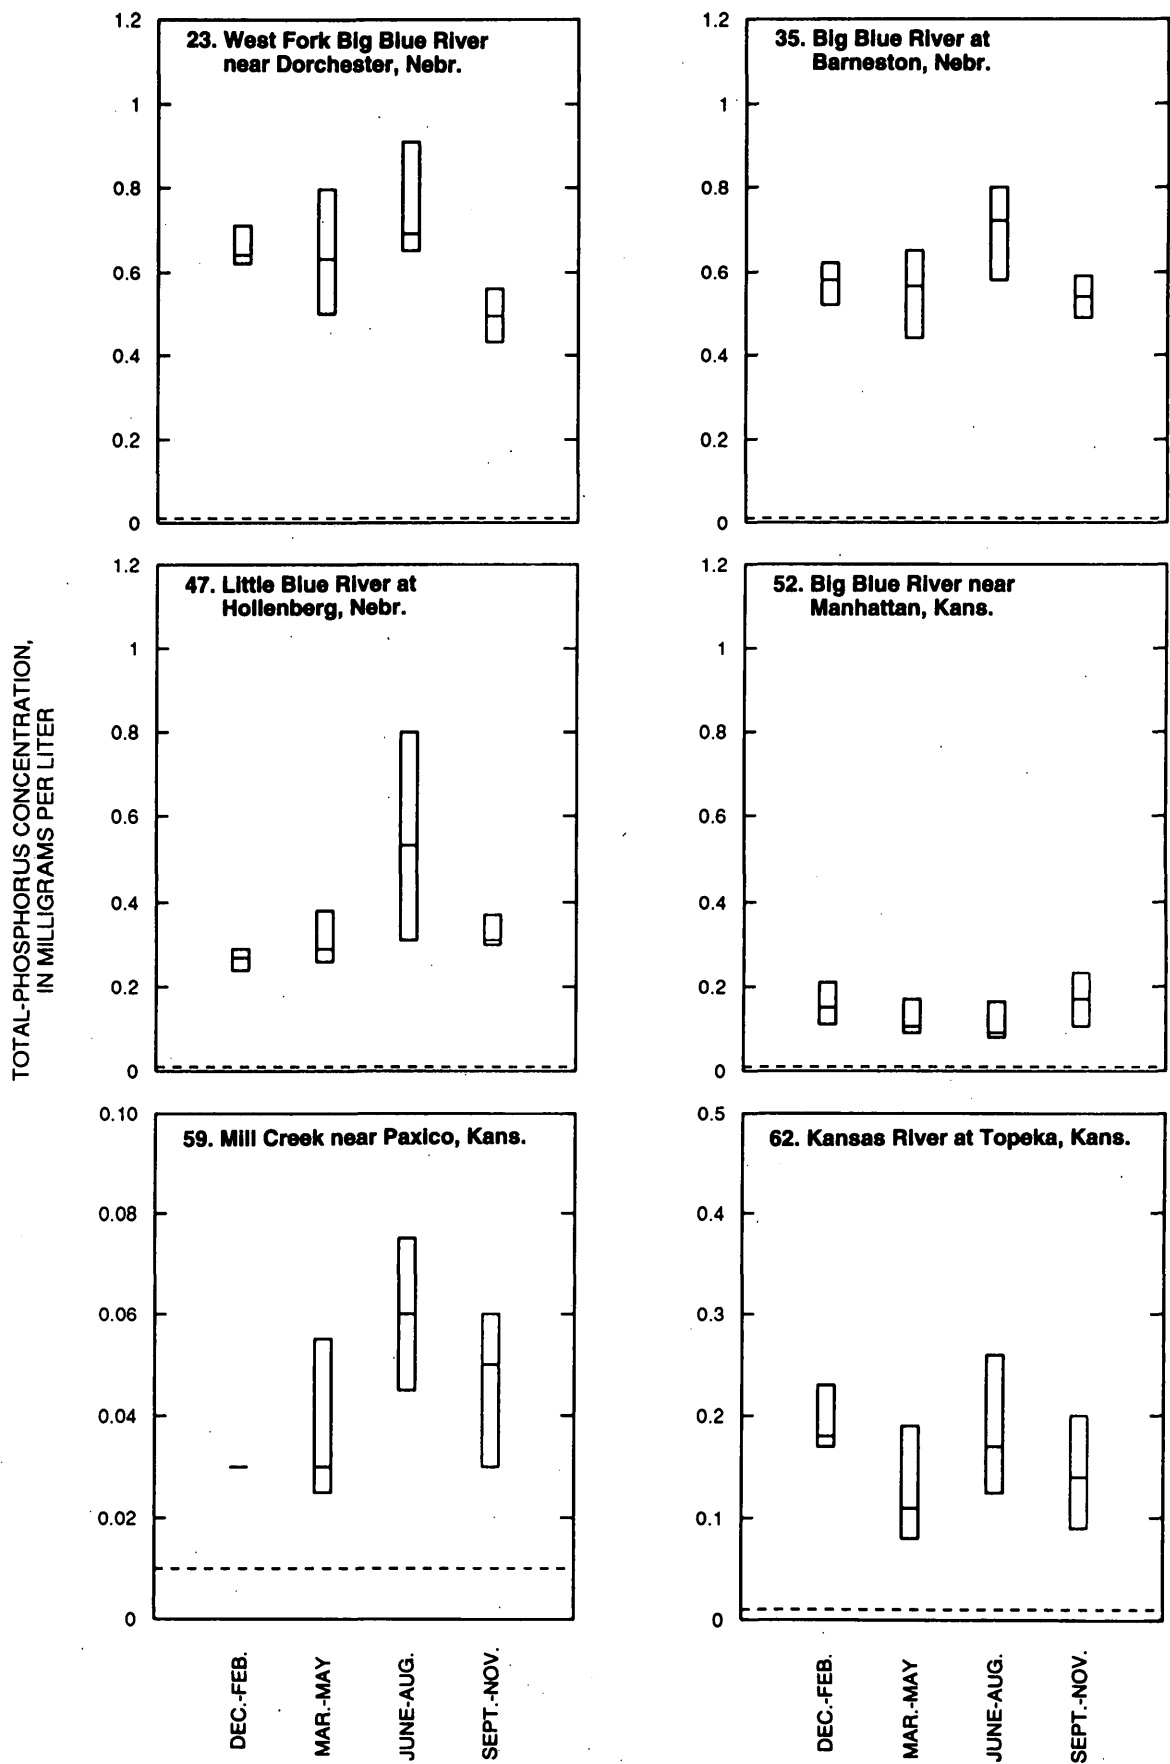 TOTAL-PHOSPHORUS CONCENTRATION,
IN MILLIGRAMS PER LITER
23. West Fork Big Blue River
near Dorchester, Nebr.
1.2
1
0.8
0.6
0.4
0.2
0
35. Big Blue River at
Barneston, Nebr.
1.2
1
0.8
0.6
0.4
0.2
0
47. Little Blue River at
Hollenberg, Nebr.
1.2
1
0.8
0.6
0.4
0.2
0
52. Big Blue River near
Manhattan, Kans.
1.2
1
0.8
0.6
0.4
0.2
0
59. Mill Creek near Paxico, Kans.
0.10
0.08
0.06
0.04
0.02
0
62. Kansas River at Topeka, Kans.
0.5
0.4
0.3
0.2
0.1
0
DEC.-FEB.
MAR.-MAY
JUNE-AUG.
SEPT.-NOV.
DEC.-FEB.
MAR.-MAY
JUNE-AUG.
SEPT.-NOV.